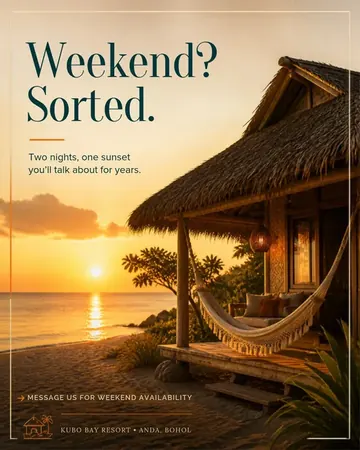 Weekend?
Sorted.
Two nights, one sunset
you'll talk about for years.
→ MESSAGE US FOR WEEKEND AVAILABILITY
KUBO BAY RESORT • ANDA, BOHOL